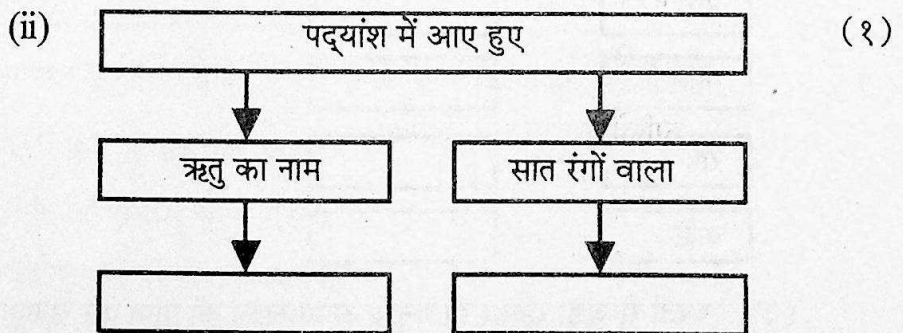 (ii) पद्यांश में आए हुए (१)
ऋतु का नाम सात रंगों वाला